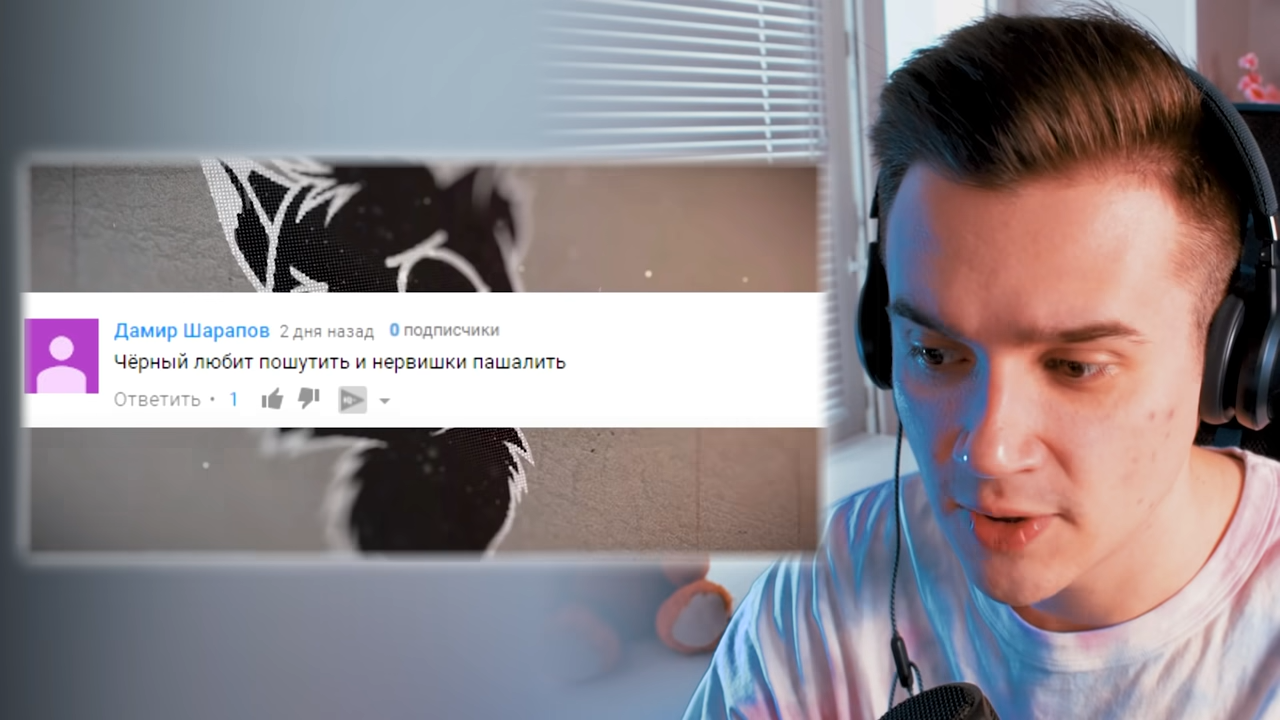 Дамир Шарапов 2 дня назад 0 подписчики
Чёрный любит пошутить и нервишки пашалить
Ответить • 1